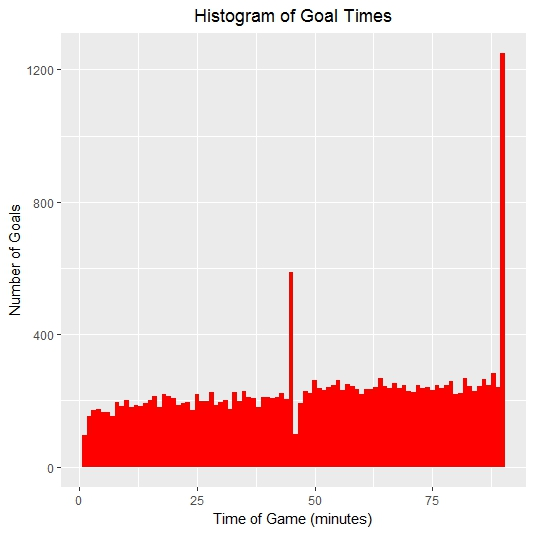 Histogram of Goal Times
1200
800
400
0
Number of Goals
0 25 50 75
Time of Game (minutes)